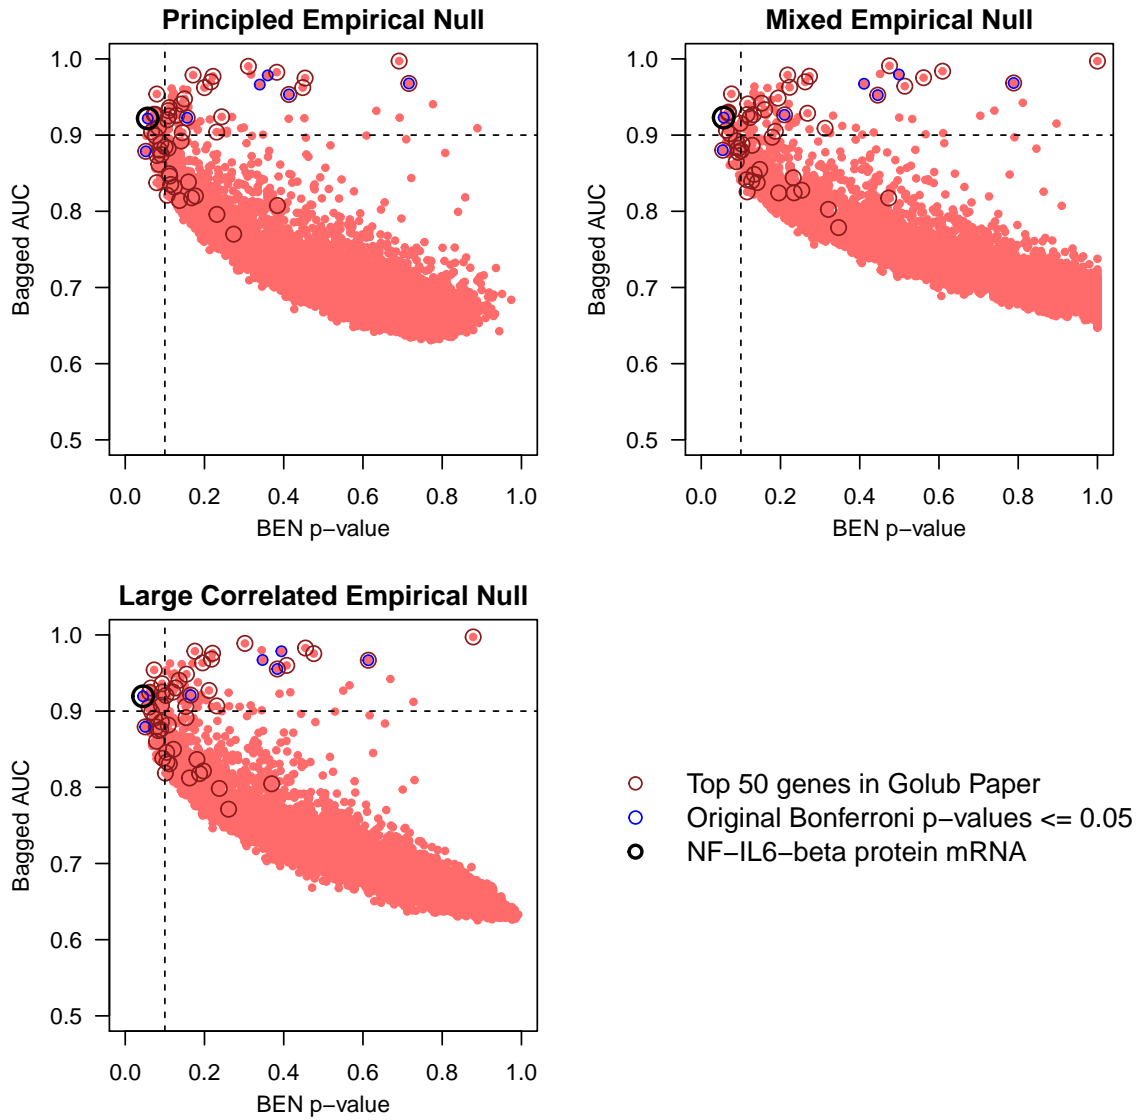 Principled Empirical Null
Bagged AUC
1.0
0.9
0.8
0.7
0.6
0.5
0.0 0.2 0.4 0.6 0.8 1.0
BEN p−value
Mixed Empirical Null
Bagged AUC
1.0
0.9
0.8
0.7
0.6
0.5
0.0 0.2 0.4 0.6 0.8 1.0
BEN p−value
Large Correlated Empirical Null
Bagged AUC
1.0
0.9
0.8
0.7
0.6
0.5
0.0 0.2 0.4 0.6 0.8 1.0
BEN p−value
Top 50 genes in Golub Paper
Original Bonferroni p−values <= 0.05
NF−IL6−beta protein mRNA